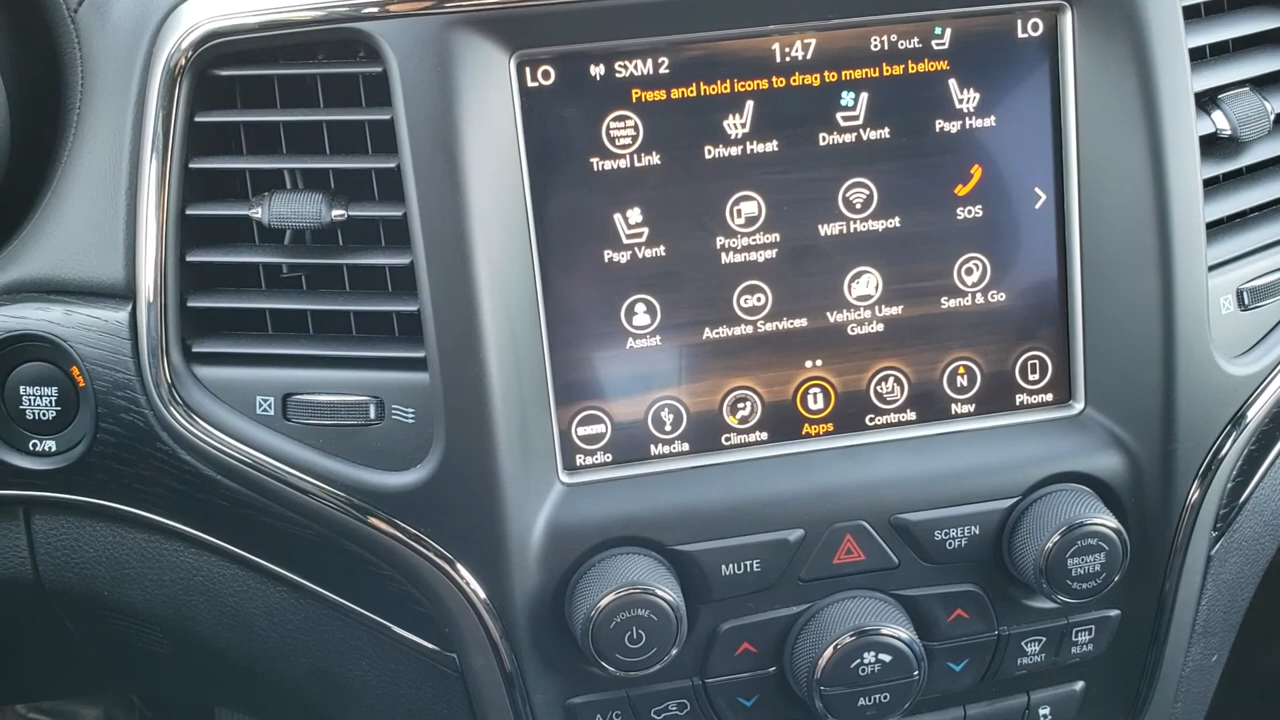 LO
SXM 2
1:47
81°out.
LO
Press and hold icons to drag to menu bar below.
TRAVEL
LINK
Travel Link
Driver Heat
Driver Vent
Psgr Heat
Psgr Vent
Projection
Manager
WiFi Hotspot
SOS
Assist
GO
Activate Services
Vehicle User
Guide
Send & Go
Radio
Media
Climate
Apps
Controls
N
Nav
Phone
RUN
ENGINE
START
STOP
MUTE
SCREEN
OFF
TUNE
BROWSE
ENTER
SCROLL
VOLUME
OFF
AUTO
FRONT
REAR
A/C